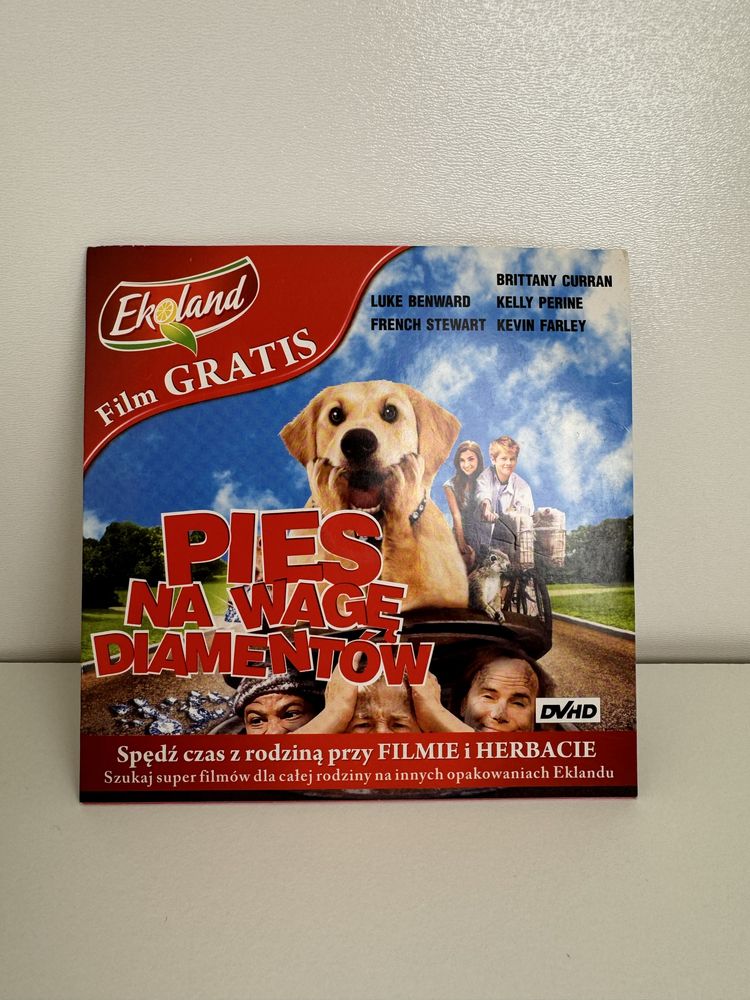 Ekoland
Film GRATIS
BRITTANY CURRAN
LUKE BENWARD KELLY PERINE
FRENCH STEWART KEVIN FARLEY
PIES
NA WAGĘ
DIAMENTÓW
DVHD
Spędź czas z rodziną przy FILMIE i HERBACIE
Szukaj super filmów dla całej rodziny na innych opakowaniach Eklandu